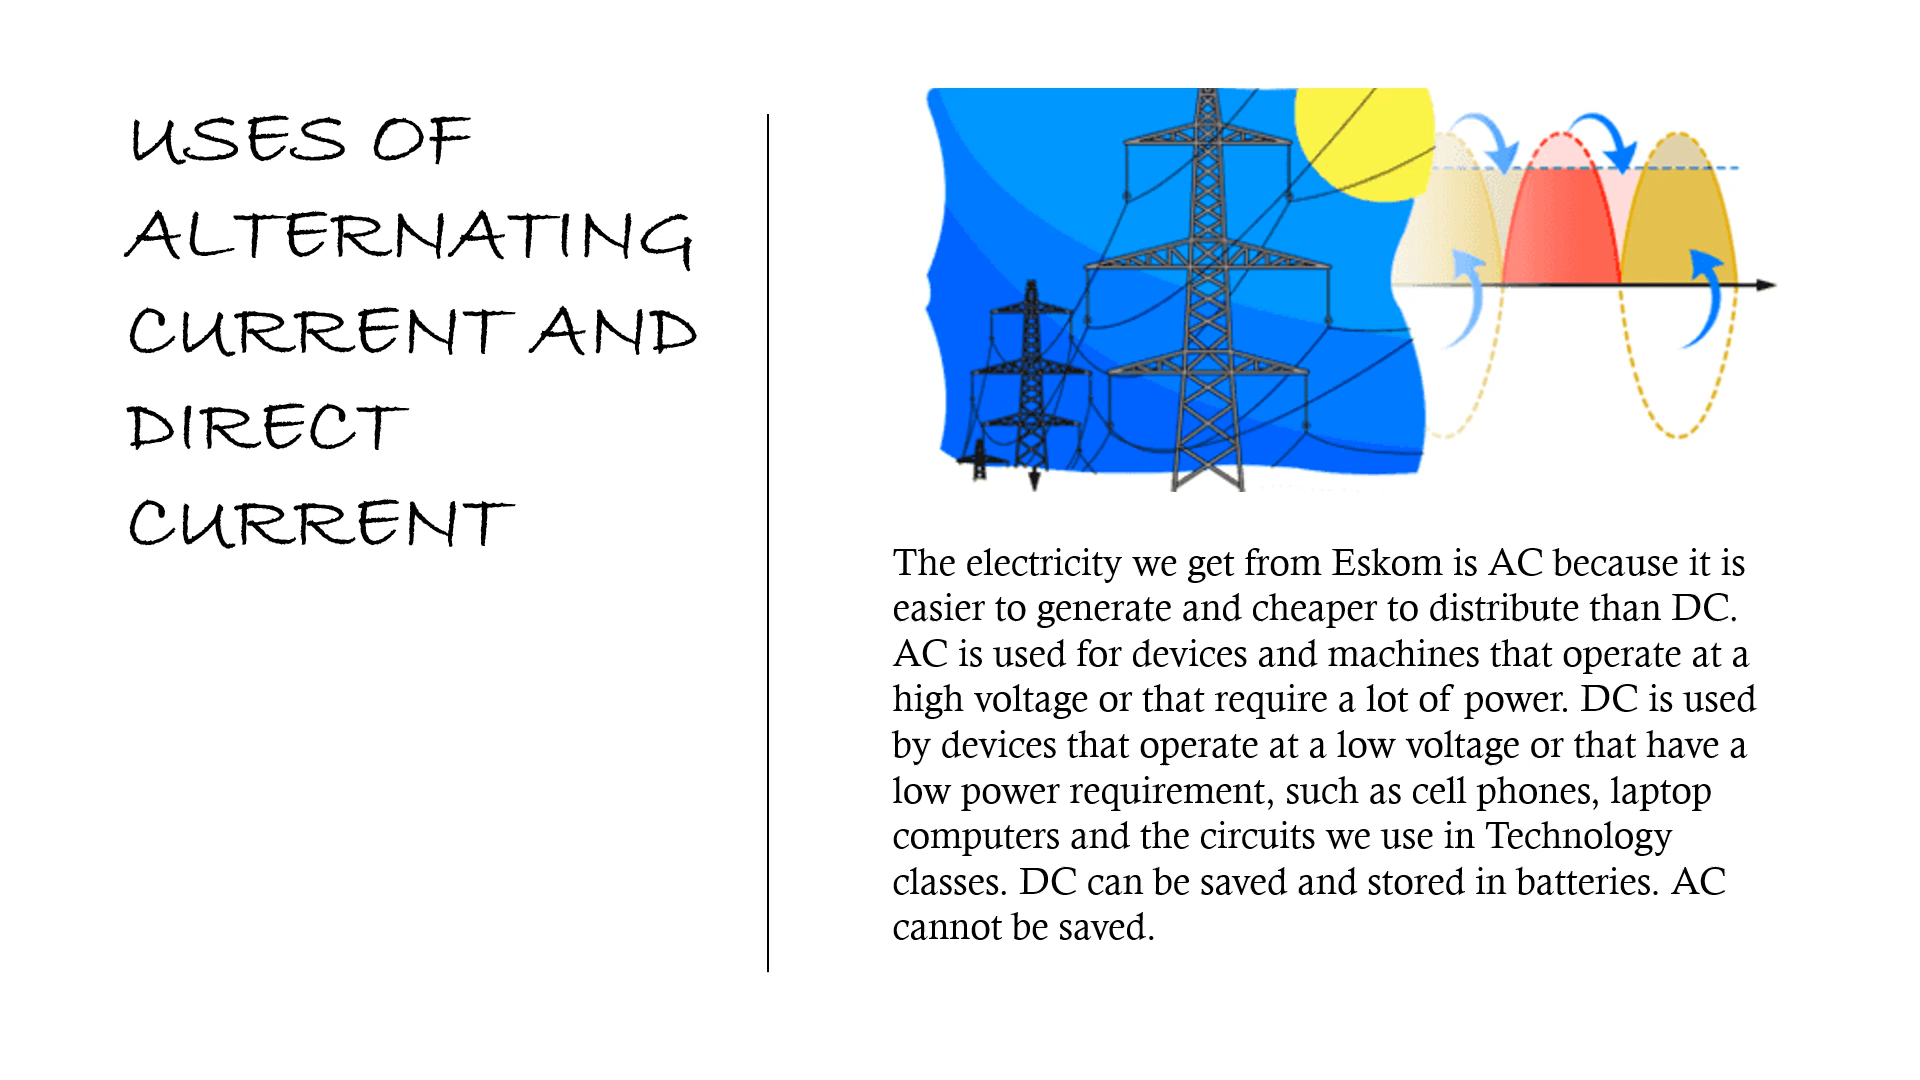 USES OF
ALTERNATING
CURRENT AND
DIRECT
CURRENT
The electricity we get from Eskom is AC because it is
easier to generate and cheaper to distribute than DC.
AC is used for devices and machines that operate at a
high voltage or that require a lot of power. DC is used
by devices that operate at a low voltage or that have a
low power requirement, such as cell phones, laptop
computers and the circuits we use in Technology
classes. DC can be saved and stored in batteries. AC
cannot be saved.